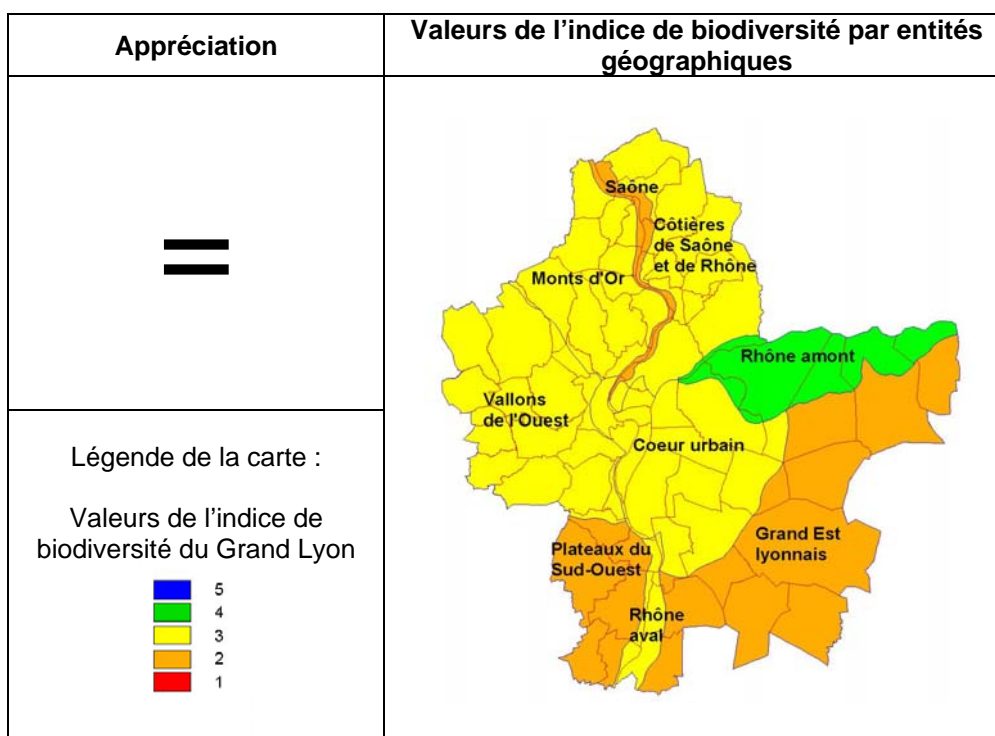 Appréciation
Valeurs de l'indice de biodiversité par entités
géographiques
=
Légende de la carte :
Valeurs de l'indice de
biodiversité du Grand Lyon
5
4
3
2
1
Saône
Côtières
de Saône
et de Rhône
Monts d'Or
Rhône amont
Vallons
de l'Ouest
Coeur urbain
Plateaux du
Sud-Ouest
Grand Est
lyonnais
Rhône
aval